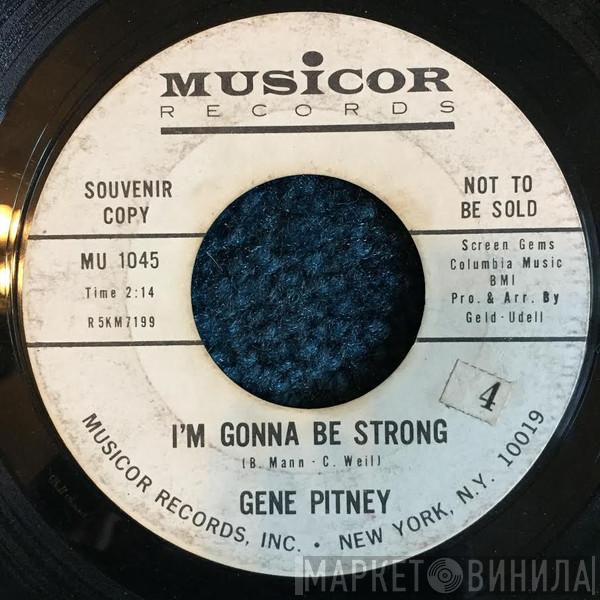 MUSICOR
RECORDS
SOUVENIR
COPY
NOT TO
BE SOLD
MU 1045
Time 2:14
R5KM7199
Screen Gems
Columbia Music
BMI
Pro. & Arr. By
Geld-Udell
4
I'M GONNA BE STRONG
(B. Mann - C. Weil)
GENE PITNEY
MUSICOR RECORDS, INC. • NEW YORK, N.Y. 10019
МАРКЕТ ВИНИЛА